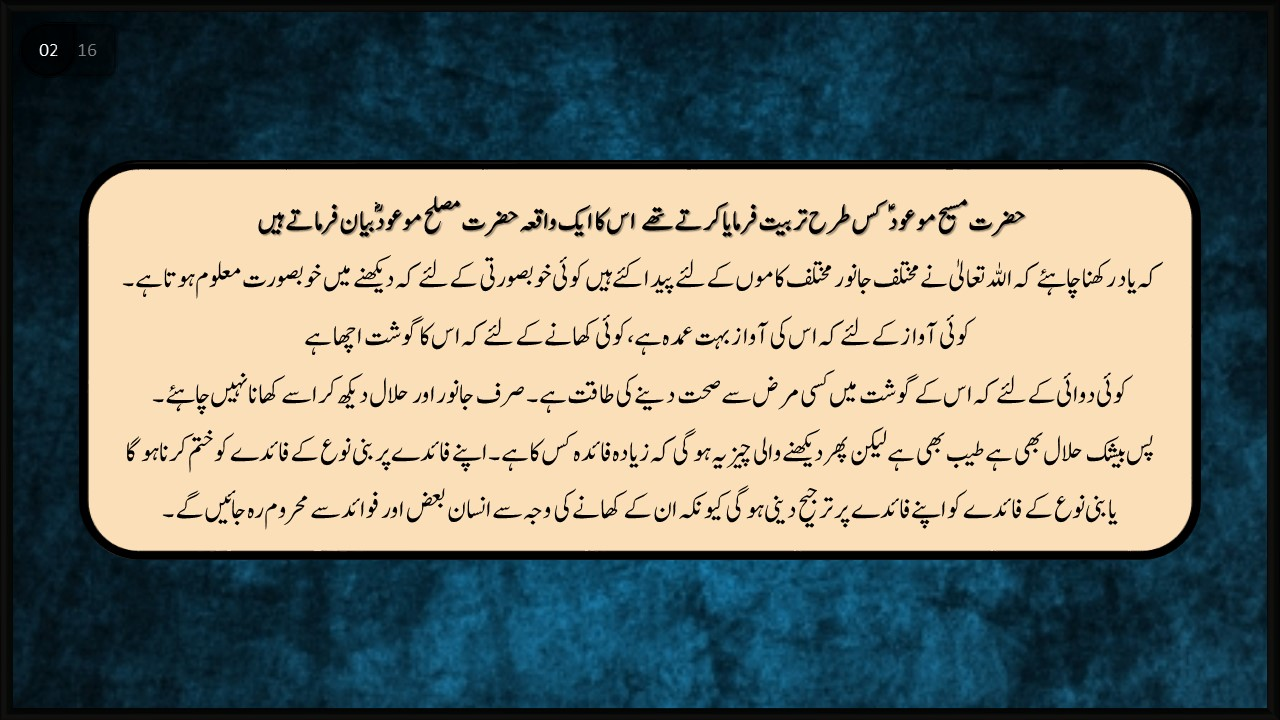 02 16
حضرت مسیح موعودؑ کس طرح تربیت فرمایا کرتے تھے اس کا ایک واقعہ حضرت مصلح موعودؓ بیان فرماتے ہیں
کہ یاد رکھنا چاہئے کہ اللہ تعالیٰ نے مختلف جانور مختلف کاموں کے لئے پیدا کئے ہیں کوئی خوبصورتی کے لئے کہ دیکھنے میں خوبصورت معلوم ہوتا ہے۔
کوئی آواز کے لئے کہ اس کی آواز بہت عمدہ ہے، کوئی کھانے کے لئے کہ اس کا گوشت اچھا ہے
کوئی دوائی کے لئے کہ اس کے گوشت میں کسی مرض سے صحت دینے کی طاقت ہے۔ صرف جانور اور حلال دیکھ کر اسے کھانا نہیں چاہئے۔
پس بیشک حلال بھی ہے طیب بھی ہے لیکن پھر دیکھنے والی چیز یہ ہو گی کہ زیادہ فائدہ کس کا ہے۔ اپنے فائدے پر بنی نوع کے فائدے کو ختم کرنا ہو گا
یا بنی نوع کے فائدے کو اپنے فائدے پر ترجیح دینی ہو گی کیونکہ ان کے کھانے کی وجہ سے انسان بعض اور فوائد سے محروم رہ جائیں گے۔